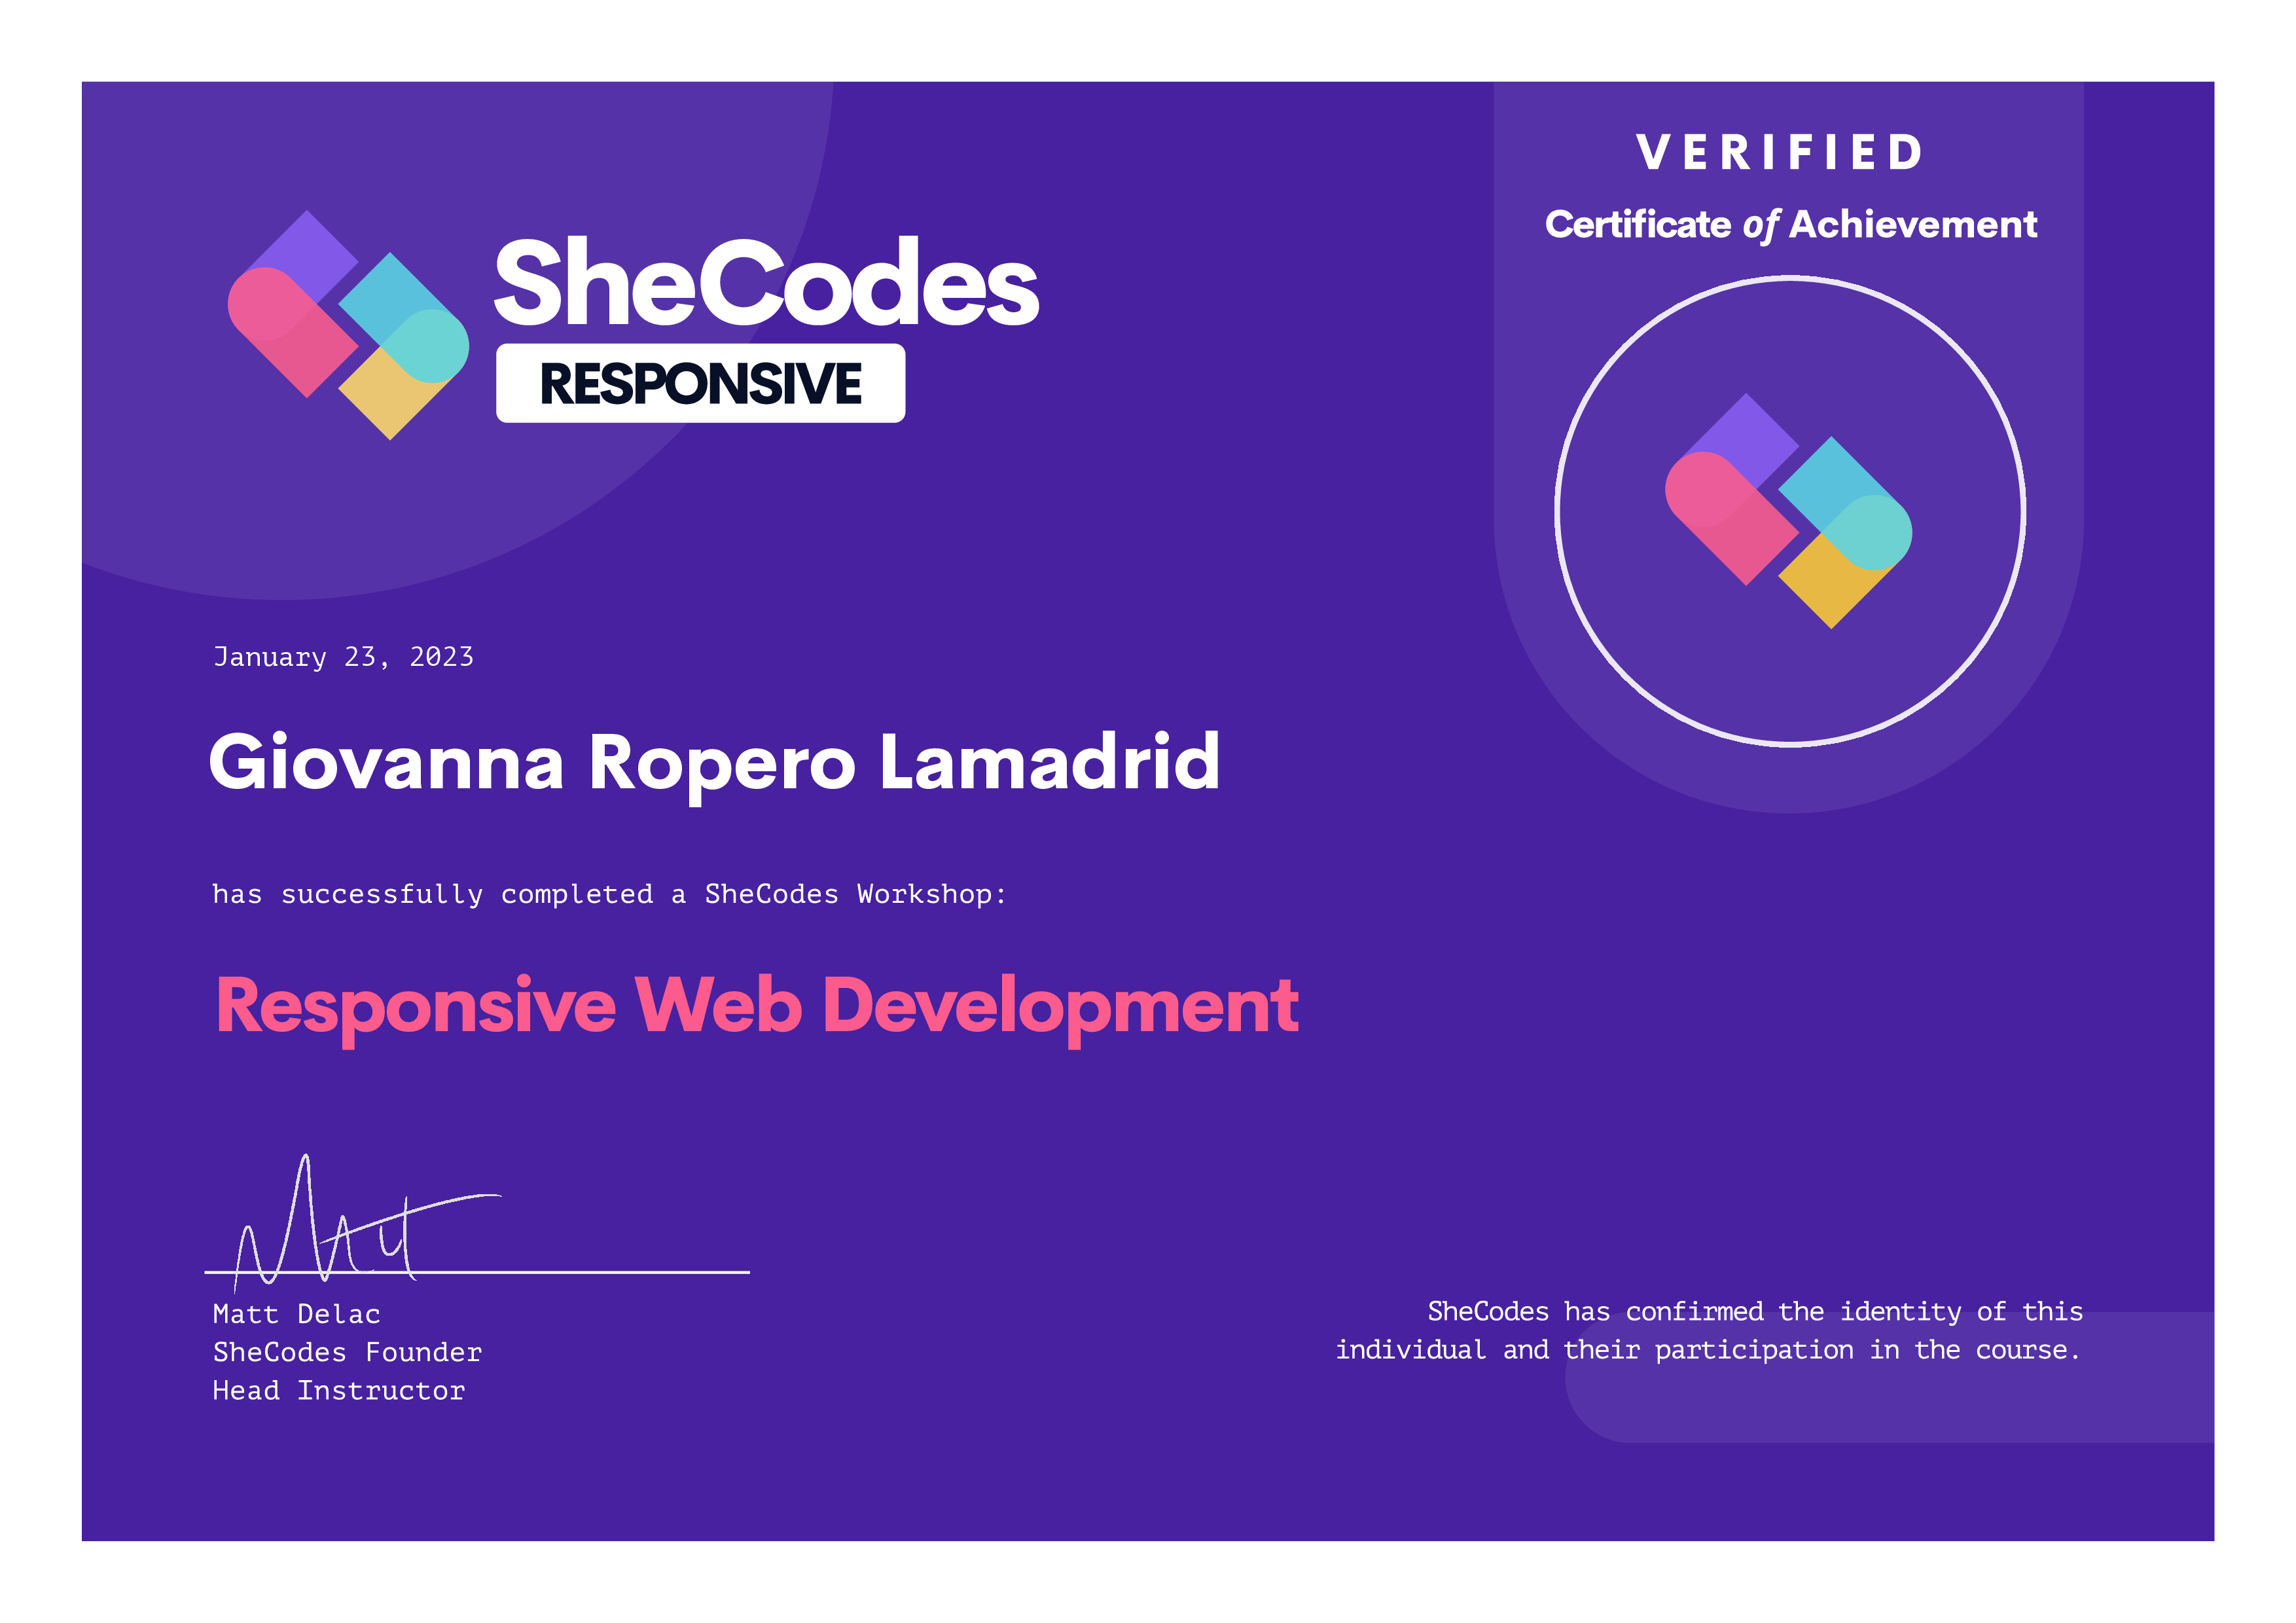 VERIFIED
Certificate of Achievement
SheCodes
RESPONSIVE
January 23, 2023
Giovanna Ropero Lamadrid
has successfully completed a SheCodes Workshop:
Responsive Web Development
Matt
Matt Delac
SheCodes Founder
Head Instructor
SheCodes has confirmed the identity of this
individual and their participation in the course.